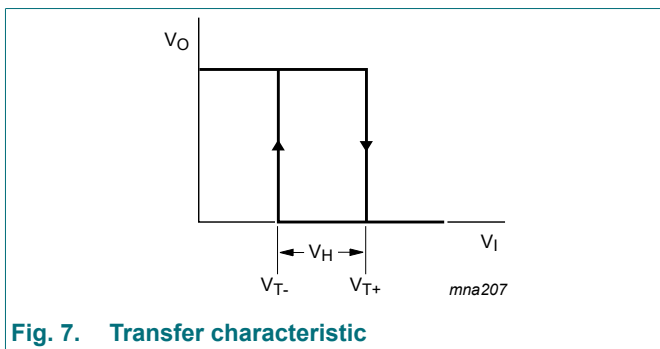 VO
VH
VI
VT-
VT+
mna207
Fig. 7. Transfer characteristic